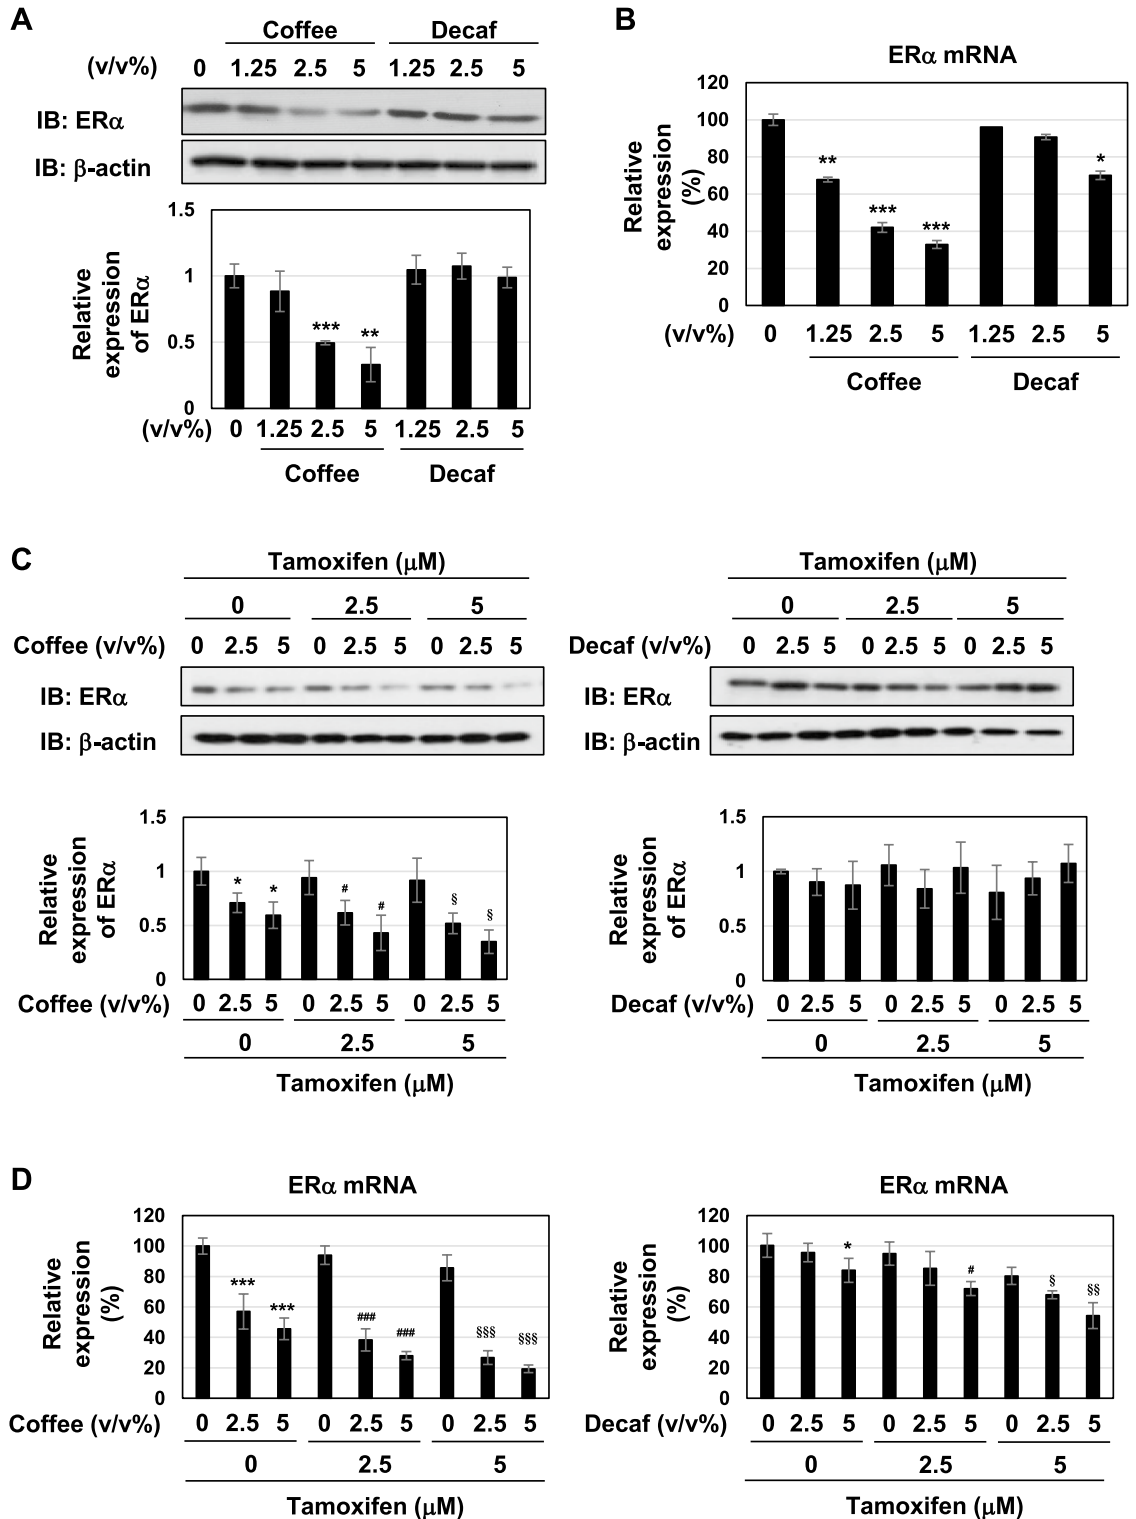 A
Coffee Decaf
(v/v%) 0 1.25 2.5 5 1.25 2.5 5
IB: ERα
IB: β-actin
Relative expression of ERα
1.5
1
0.5
0
*** **
(v/v%) 0 1.25 2.5 5 1.25 2.5 5
Coffee Decaf
B
ERα mRNA
Relative expression (%)
120
100
80
60
40
20
0
** *** *** *
(v/v%) 0 1.25 2.5 5 1.25 2.5 5
Coffee Decaf
C
Tamoxifen (μM)
0 2.5 5
Coffee (v/v%) 0 2.5 5 0 2.5 5 0 2.5 5
IB: ERα
IB: β-actin
Relative expression of ERα
1.5
1
0.5
0
* * # # § §
Coffee (v/v%) 0 2.5 5 0 2.5 5 0 2.5 5
0 2.5 5
Tamoxifen (μM)
Tamoxifen (μM)
0 2.5 5
Decaf (v/v%) 0 2.5 5 0 2.5 5 0 2.5 5
IB: ERα
IB: β-actin
Relative expression of ERα
1.5
1
0.5
0
Decaf (v/v%) 0 2.5 5 0 2.5 5 0 2.5 5
0 2.5 5
Tamoxifen (μM)
D
ERα mRNA
Relative expression (%)
120
100
80
60
40
20
0
*** *** ### ### §§§ §§§
Coffee (v/v%) 0 2.5 5 0 2.5 5 0 2.5 5
0 2.5 5
Tamoxifen (μM)
ERα mRNA
Relative expression (%)
120
100
80
60
40
20
0
* # § §§
Decaf (v/v%) 0 2.5 5 0 2.5 5 0 2.5 5
0 2.5 5
Tamoxifen (μM)